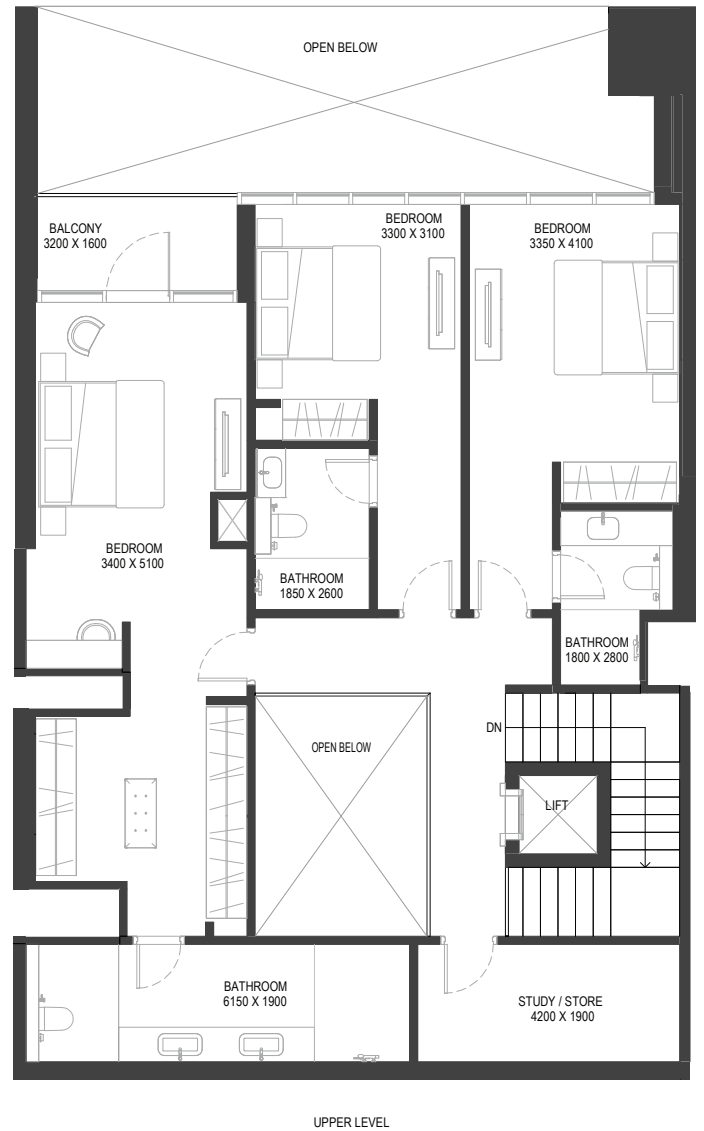 OPEN BELOW
BALCONY
3200 X 1600
BEDROOM
3300 X 3100
BEDROOM
3350 X 4100
BEDROOM
3400 X 5100
BATHROOM
1850 X 2600
BATHROOM
1800 X 2800
DN
OPEN BELOW
LIFT
BATHROOM
6150 X 1900
STUDY / STORE
4200 X 1900
UPPER LEVEL